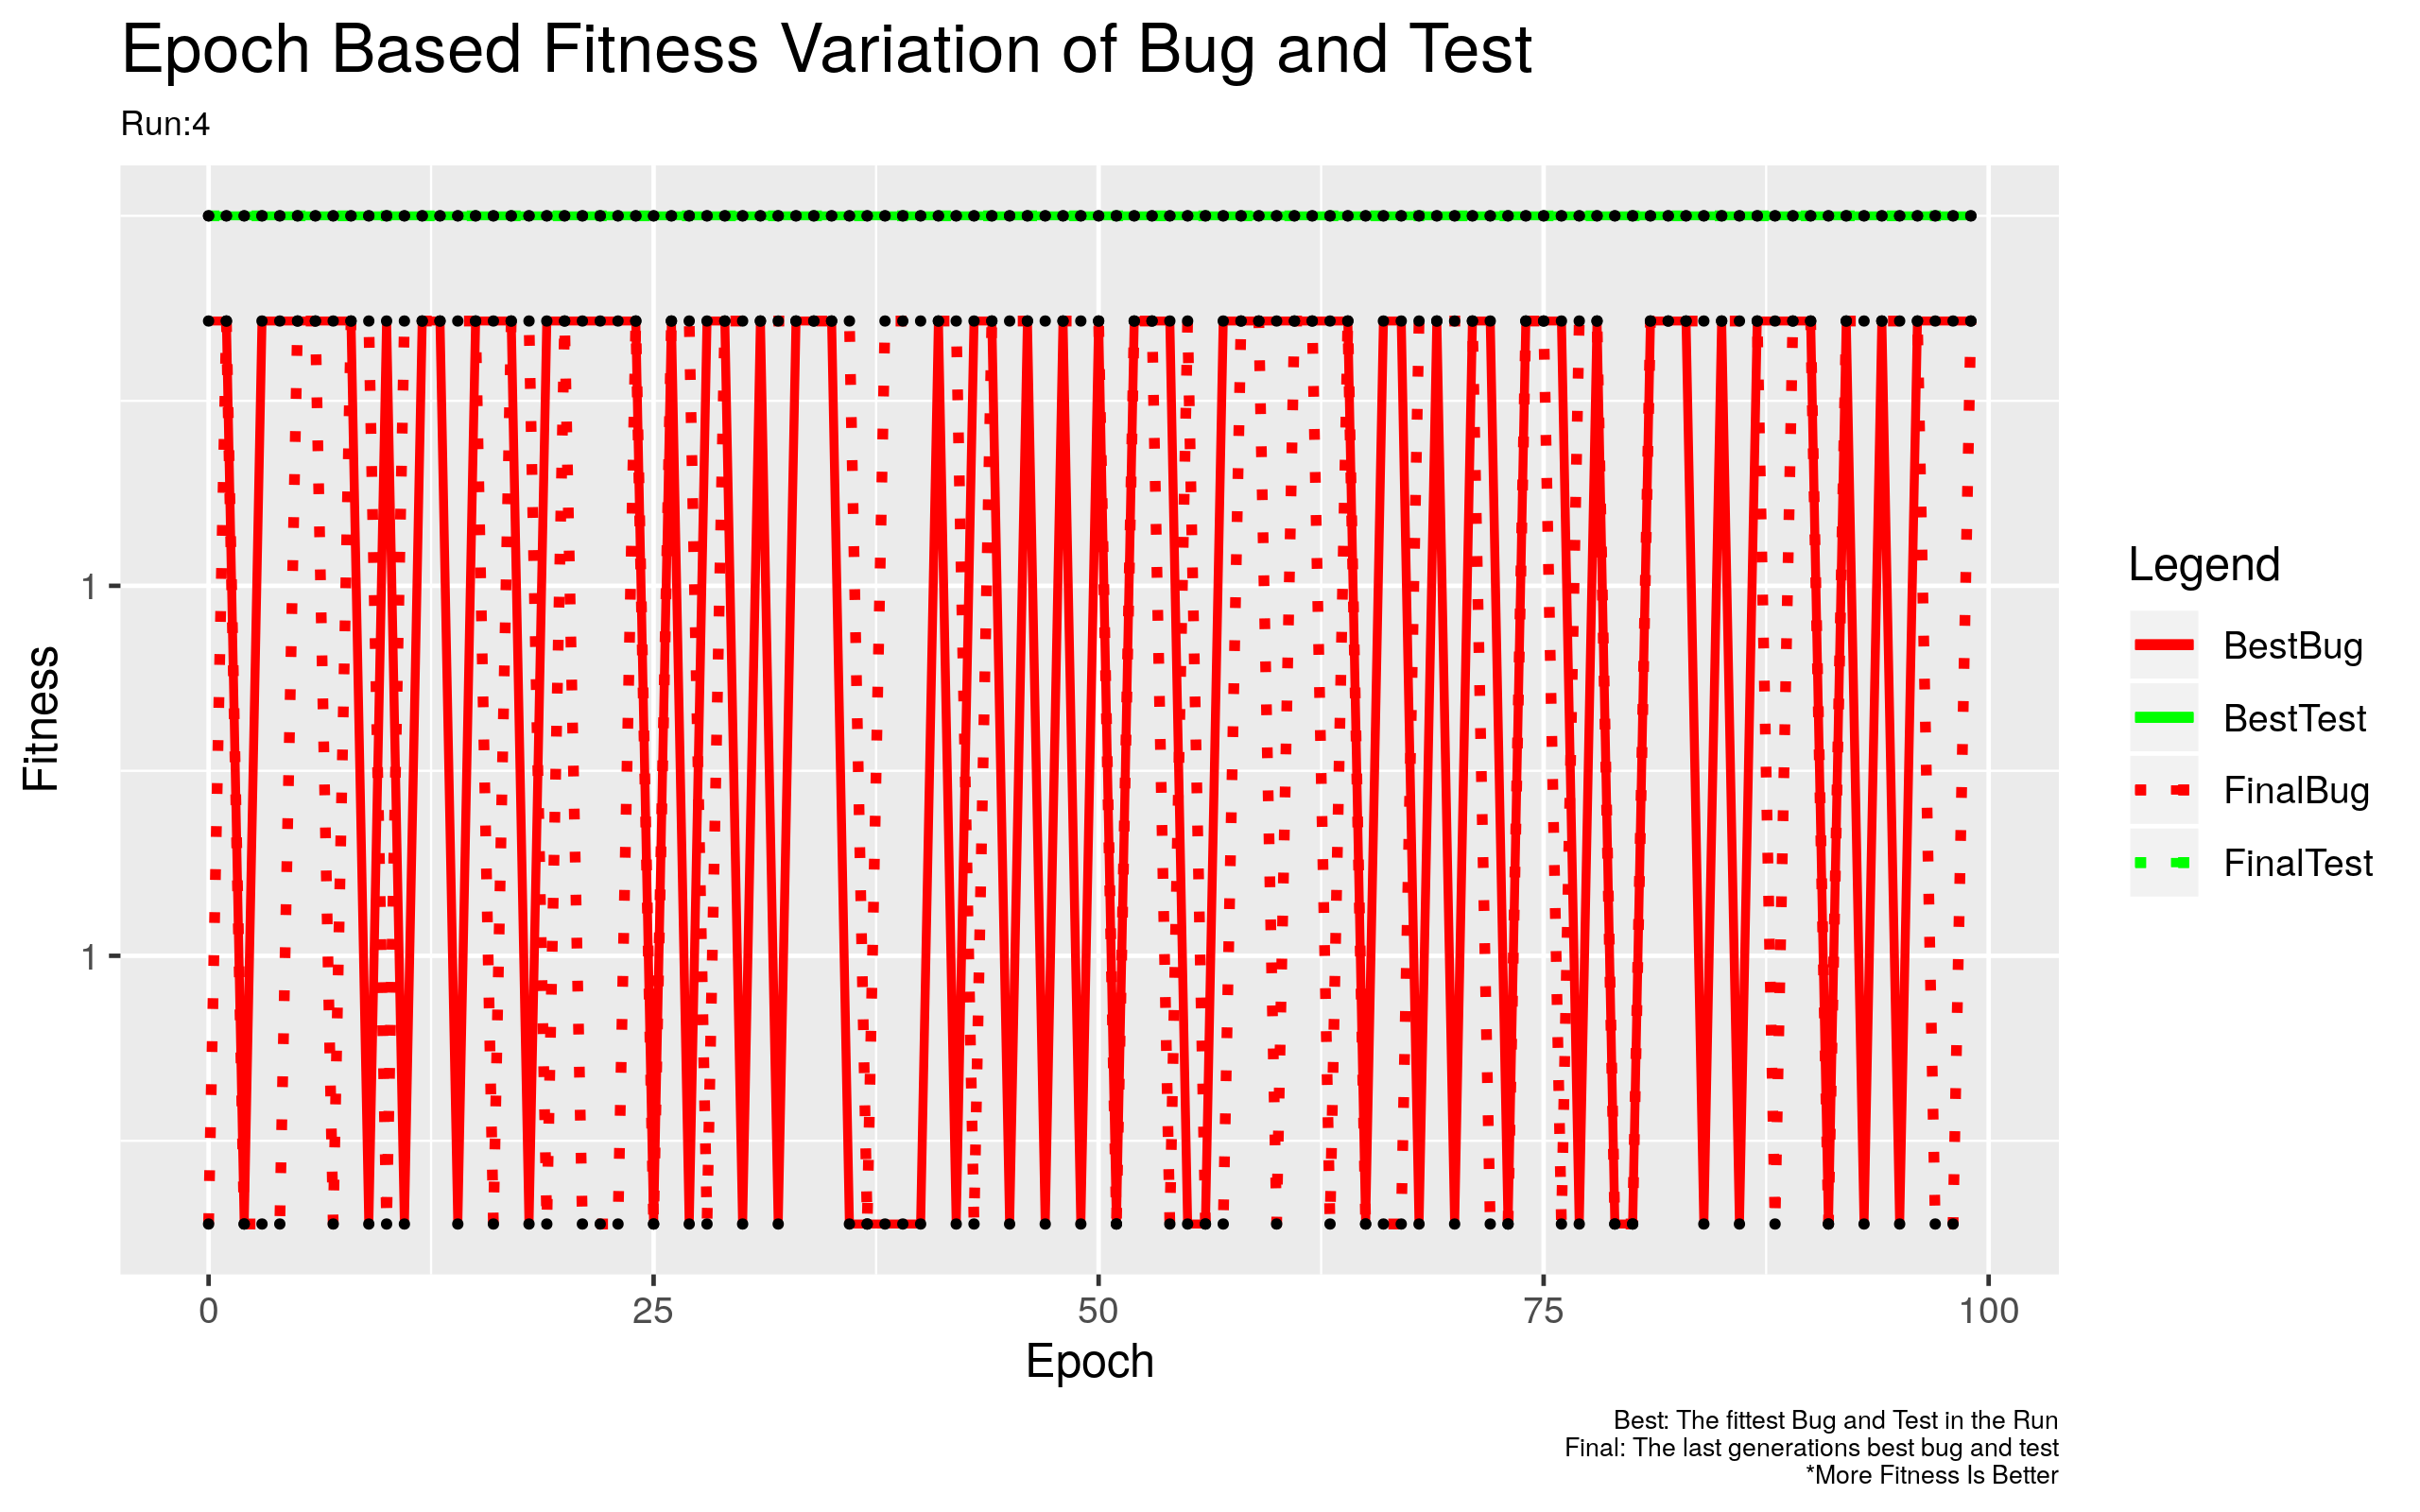 Epoch Based Fitness Variation of Bug and Test
Run:4
Fitness
1
1
0 25 50 75 100
Epoch
Legend
BestBug
BestTest
FinalBug
FinalTest
Best: The fittest Bug and Test in the Run
Final: The last generations best bug and test
*More Fitness Is Better